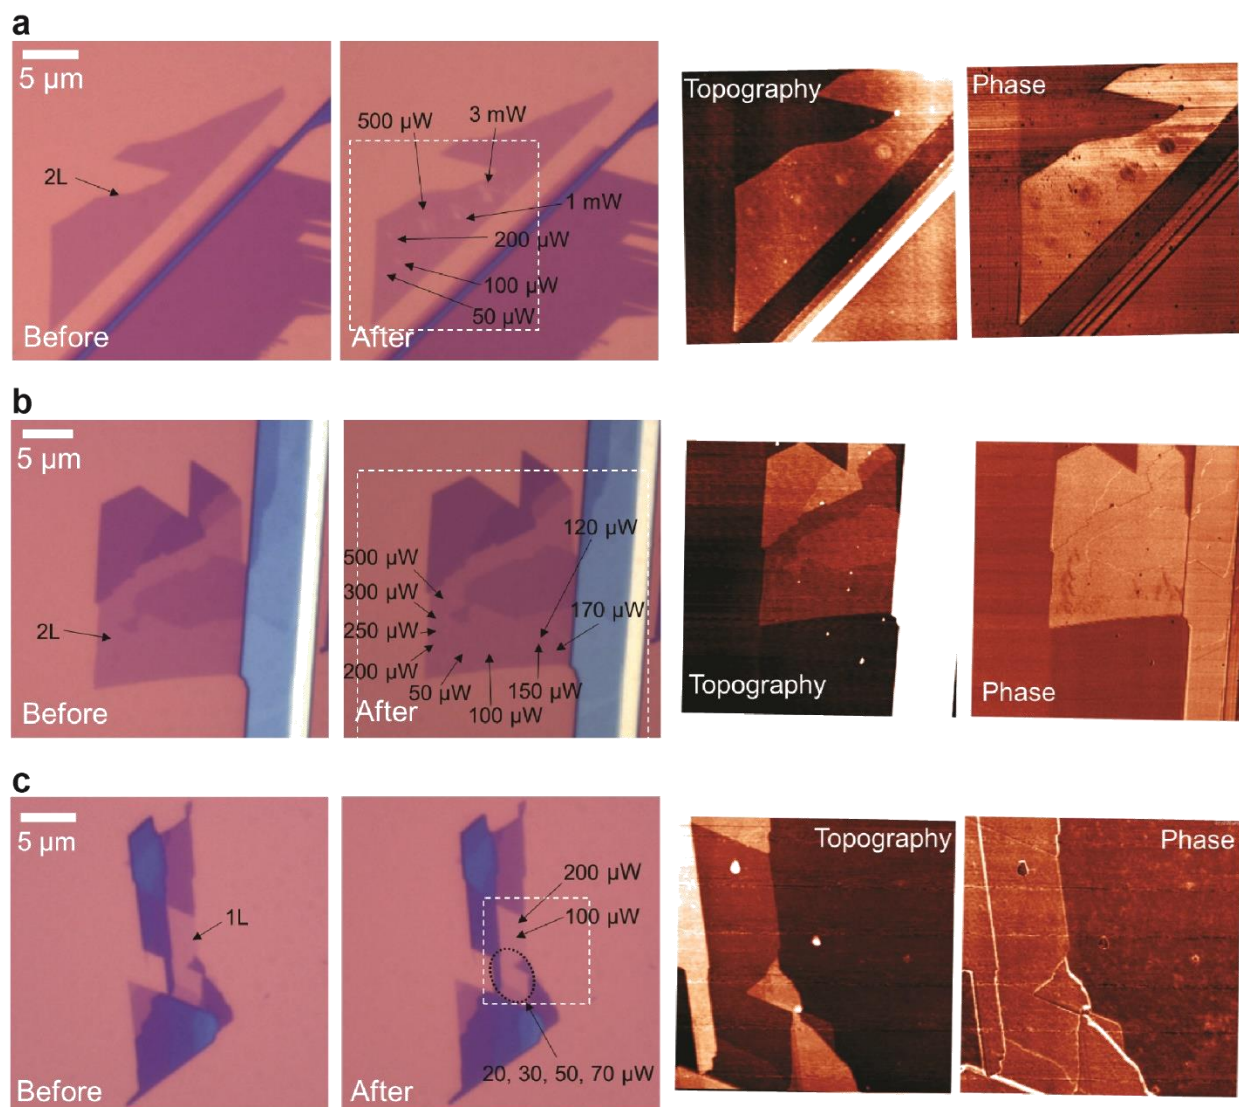 a
5 µm
2L
Before
500 µW
3 mW
1 mW
200 µW
100 µW
50 µW
After
Topography
Phase
b
5 µm
2L
Before
120 µW
500 µW
300 µW
170 µW
250 µW
200 µW
50 µW
150 µW
100 µW
After
Topography
Phase
c
5 µm
1L
Before
200 µW
100 µW
20, 30, 50, 70 µW
After
Topography
Phase